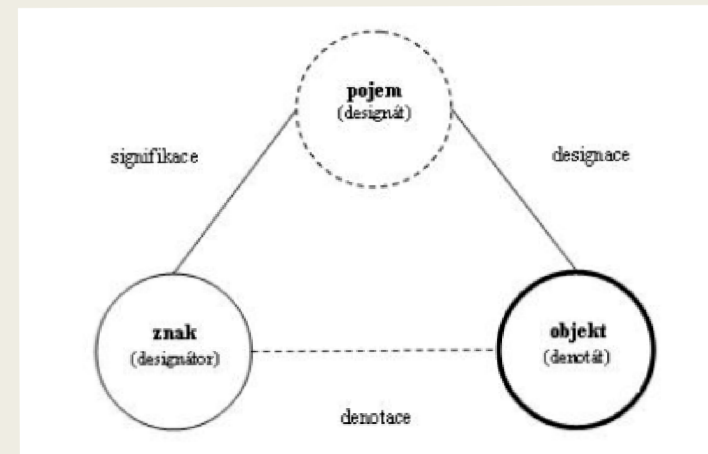 pojem
(designát)
signifikace
designace
znak
(designátor)
objekt
(denotát)
denotace